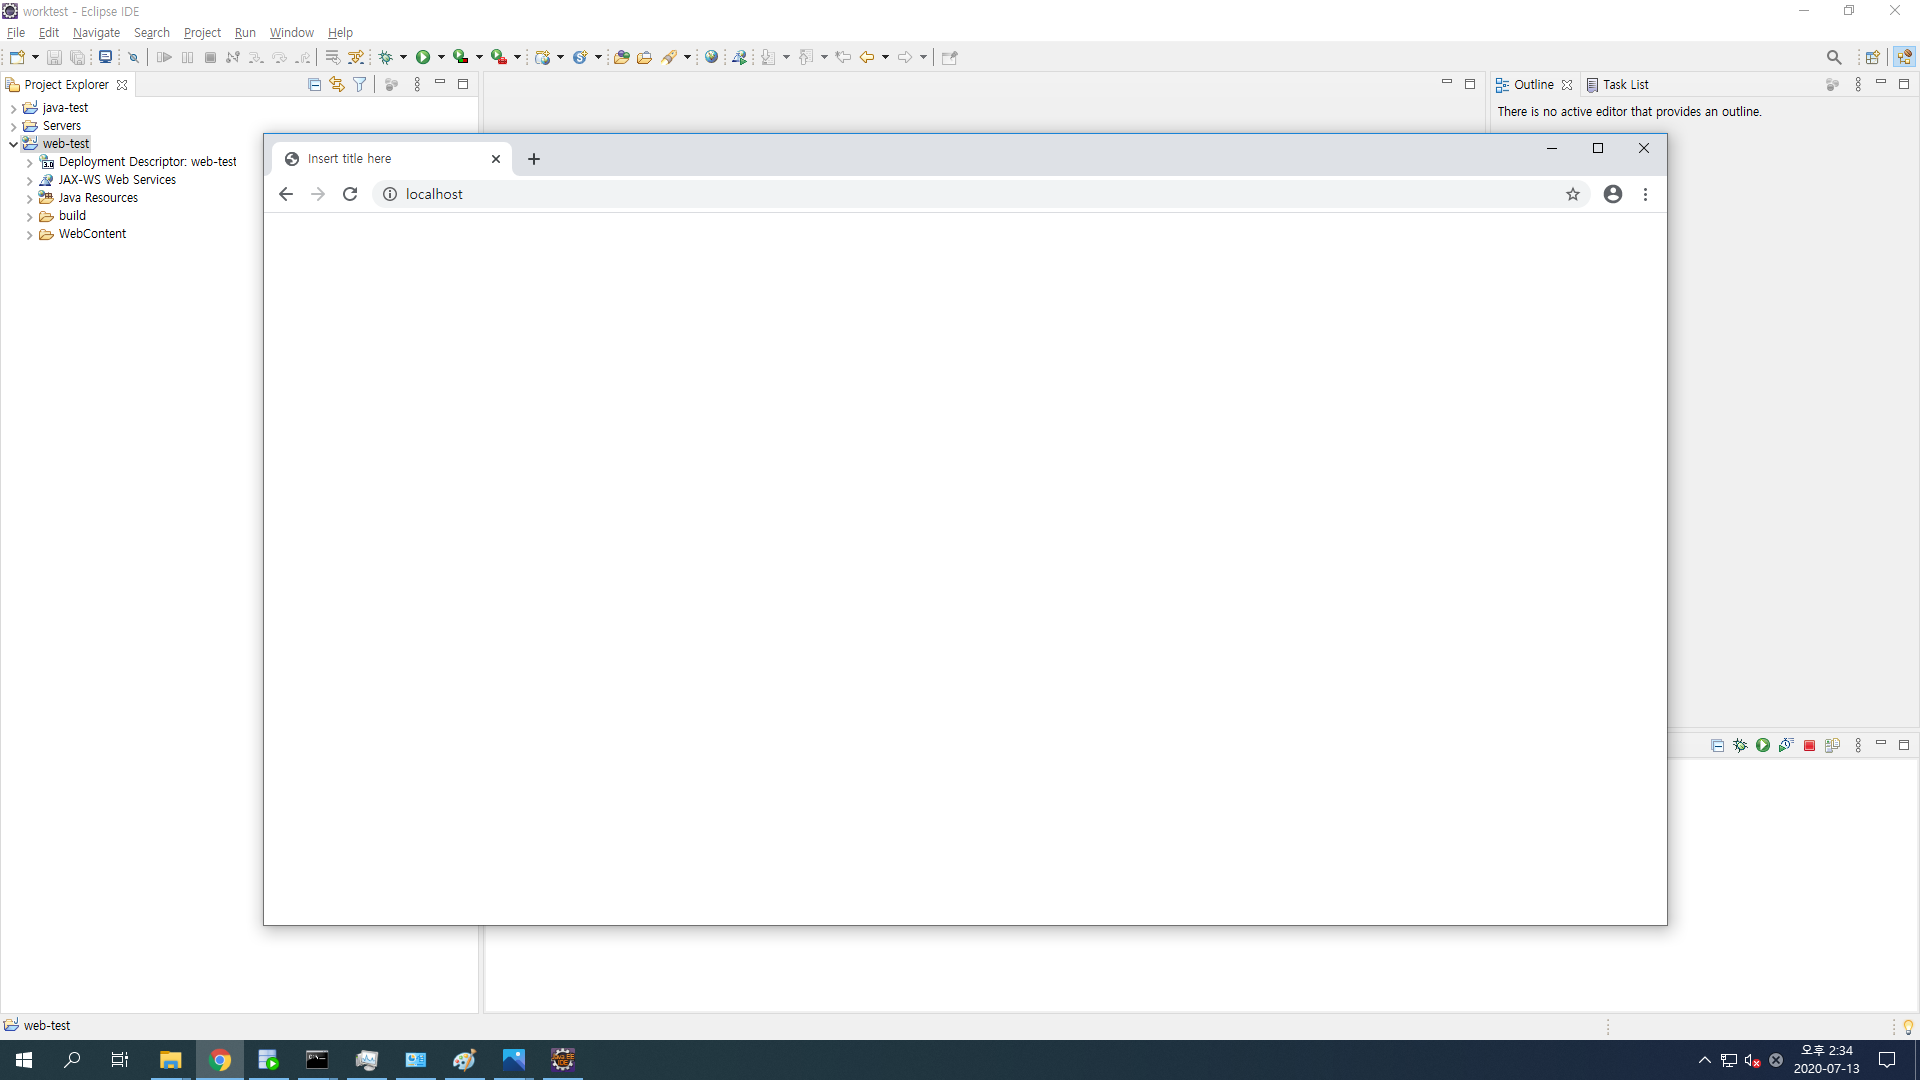 worktest - Eclipse IDE
File Edit Navigate Search Project Run Window Help
Project Explorer
Outline
Task List
java-test
There is no active editor that provides an outline.
Servers
web-test
Deployment Descriptor: web-test
JAX-WS Web Services
Java Resources
build
WebContent
Insert title here
localhost
web-test
오후 2:34
2020-07-13